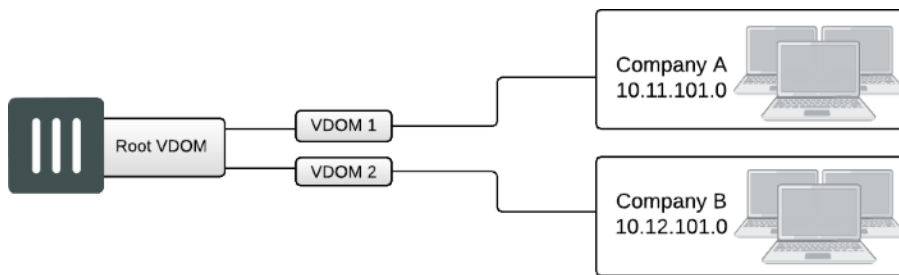 Root VDOM
VDOM 1
VDOM 2
Company A
10.11.101.0
Company B
10.12.101.0